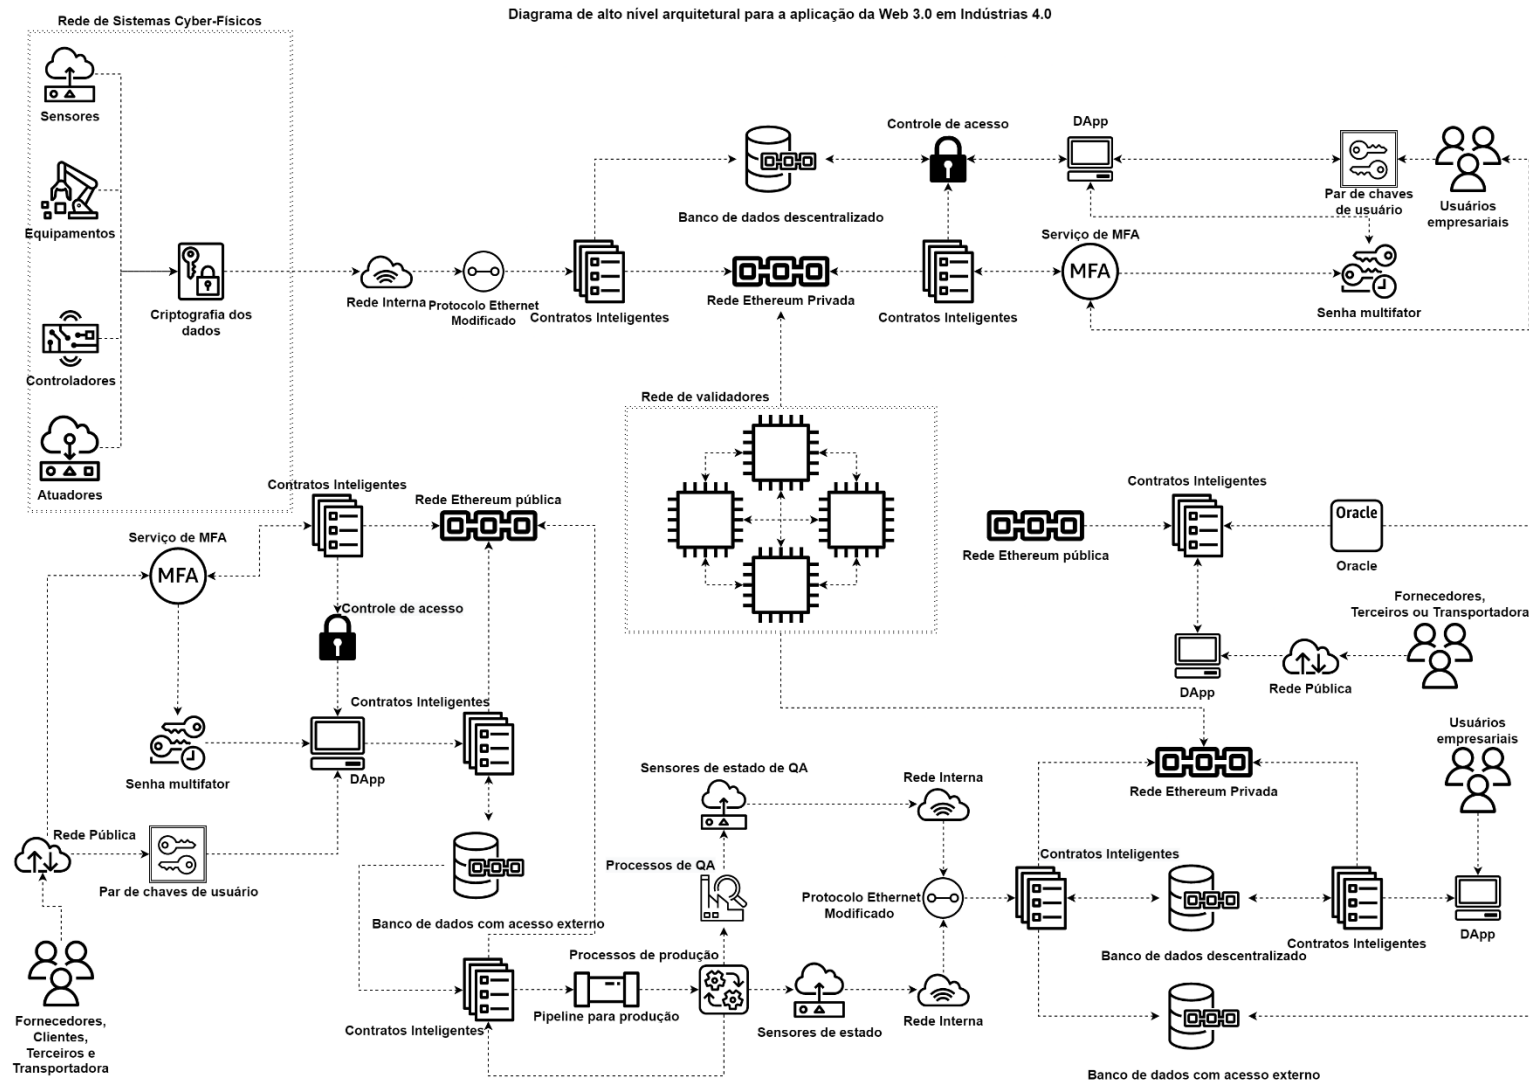 Diagrama de alto nível arquitetural para a aplicação da Web 3.0 em Indústrias 4.0
Rede de Sistemas Cyber-Físicos
Sensores
Equipamentos
Criptografia dos
dados
Controladores
Atuadores
Rede Interna
Protocolo Ethernet
Modificado
Contratos Inteligentes
Banco de dados descentralizado
Rede Ethereum Privada
Controle de acesso
Contratos Inteligentes
DApp
Serviço de MFA
MFA
Par de chaves
de usuário
Usuários
empresariais
Senha multifator
Rede de validadores
Contratos Inteligentes
Rede Ethereum pública
Serviço de MFA
MFA
Controle de acesso
Contratos Inteligentes
Senha multifator
DApp
Rede Pública
Par de chaves de usuário
Banco de dados com acesso externo
Fornecedores,
Clientes,
Terceiros e
Transportadora
Contratos Inteligentes
Pipeline para produção
Processos de produção
Processos de QA
Sensores de estado de QA
Sensores de estado
Rede Interna
Protocolo Ethernet
Modificado
Rede Interna
Contratos Inteligentes
Rede Ethereum pública
Contratos Inteligentes
Oracle
Oracle
Fornecedores,
Terceiros ou Transportadora
DApp
Rede Pública
Usuários
empresariais
Rede Ethereum Privada
Banco de dados descentralizado
Contratos Inteligentes
DApp
Banco de dados com acesso externo